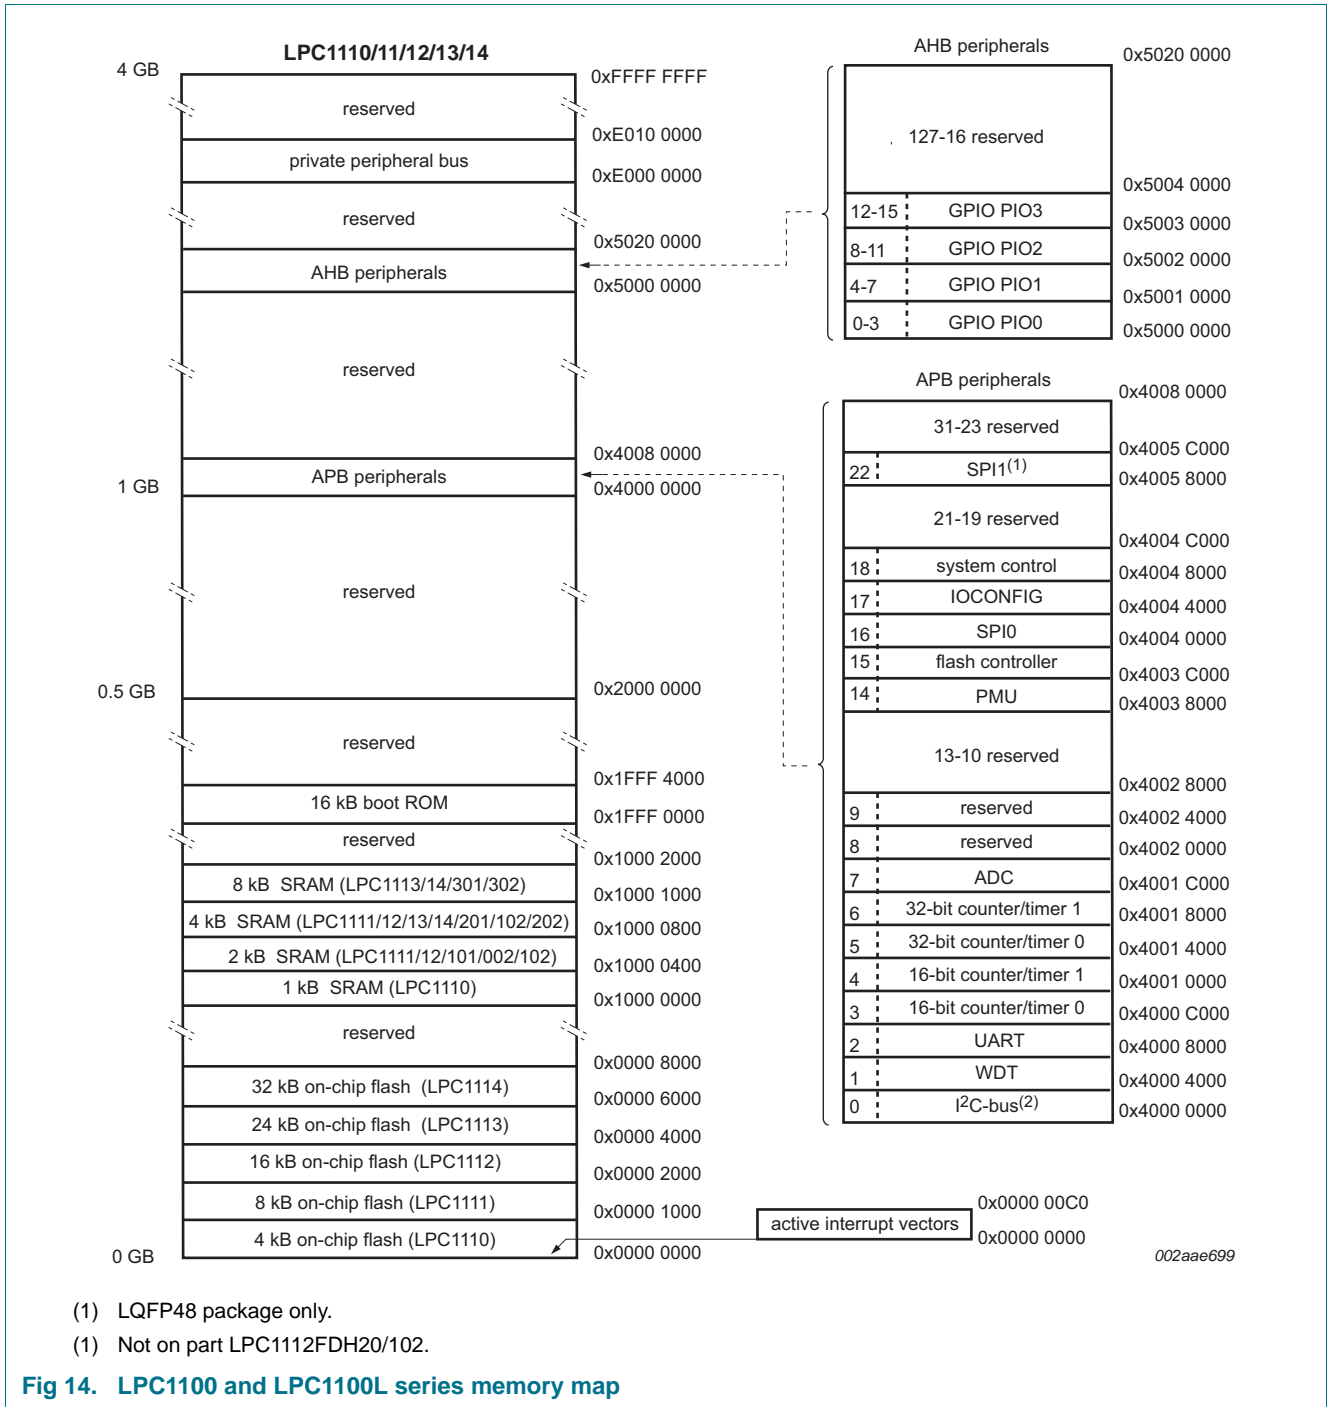 LPC1110/11/12/13/14
4 GB
0xFFFF FFFF
reserved
0xE010 0000
private peripheral bus
0xE000 0000
reserved
0x5020 0000
AHB peripherals
0x5000 0000
reserved
0x4008 0000
APB peripherals
1 GB
0x4000 0000
reserved
0.5 GB
0x2000 0000
reserved
0x1FFF 4000
16 kB boot ROM
0x1FFF 0000
reserved
0x1000 2000
8 kB SRAM (LPC1113/14/301/302)
0x1000 1000
4 kB SRAM (LPC1111/12/13/14/201/102/202)
0x1000 0800
2 kB SRAM (LPC1111/12/101/002/102)
0x1000 0400
1 kB SRAM (LPC1110)
0x1000 0000
reserved
0x0000 8000
32 kB on-chip flash (LPC1114)
0x0000 6000
24 kB on-chip flash (LPC1113)
0x0000 4000
16 kB on-chip flash (LPC1112)
0x0000 2000
8 kB on-chip flash (LPC1111)
0x0000 1000
4 kB on-chip flash (LPC1110)
0 GB
0x0000 0000
AHB peripherals
0x5020 0000
127-16 reserved
0x5004 0000
12-15 GPIO PIO3
0x5003 0000
8-11 GPIO PIO2
0x5002 0000
4-7 GPIO PIO1
0x5001 0000
0-3 GPIO PIO0
0x5000 0000
APB peripherals
0x4008 0000
31-23 reserved
0x4005 C000
22 SPI1(1)
0x4005 8000
21-19 reserved
0x4004 C000
18 system control
0x4004 8000
17 IOCONFIG
0x4004 4000
16 SPI0
0x4004 0000
15 flash controller
0x4003 C000
14 PMU
0x4003 8000
13-10 reserved
0x4002 8000
9 reserved
0x4002 4000
8 reserved
0x4002 0000
7 ADC
0x4001 C000
6 32-bit counter/timer 1
0x4001 8000
5 32-bit counter/timer 0
0x4001 4000
4 16-bit counter/timer 1
0x4001 0000
3 16-bit counter/timer 0
0x4000 C000
2 UART
0x4000 8000
1 WDT
0x4000 4000
0 I2C-bus(2)
0x4000 0000
0x0000 00C0
active interrupt vectors
0x0000 0000
002aae699
(1) LQFP48 package only.
(1) Not on part LPC1112FDH20/102.
Fig 14. LPC1100 and LPC1100L series memory map